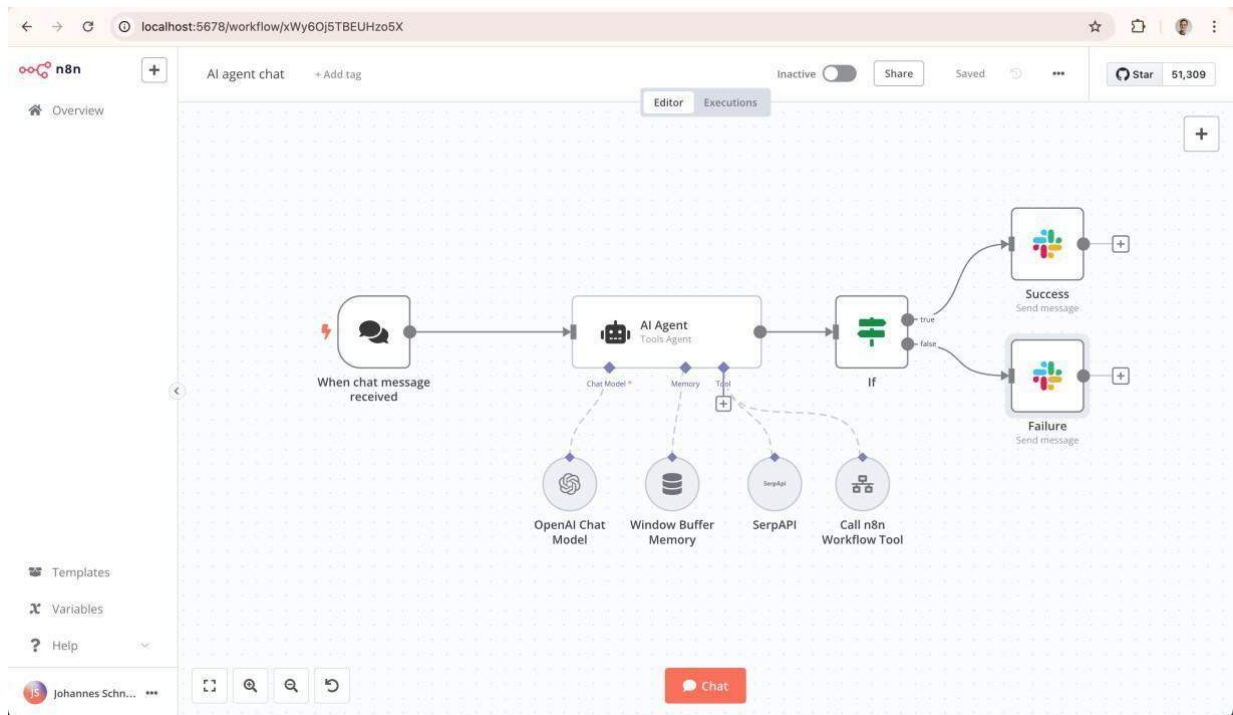 localhost:5678/workflow/xWy6Oj5TBEUHzo5X
n8n
AI agent chat
+ Add tag
Inactive
Share
Saved
Star 51,309
Editor Executions
Overview
Success
Send message
true
false
AI Agent
Tools Agent
Chat Model *
Memory
Tool
When chat message
received
If
Failure
Send message
SerpApi
OpenAI Chat
Model
Window Buffer
Memory
SerpAPI
Call n8n
Workflow Tool
Templates
Variables
? Help
JS Johannes Schn...
Chat